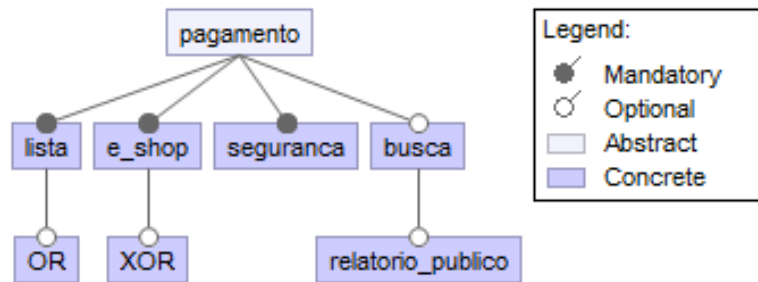 pagamento
lista
e_shop
seguranca
busca
OR
XOR
relatorio_publico
Legend:
Mandatory
Optional
Abstract
Concrete